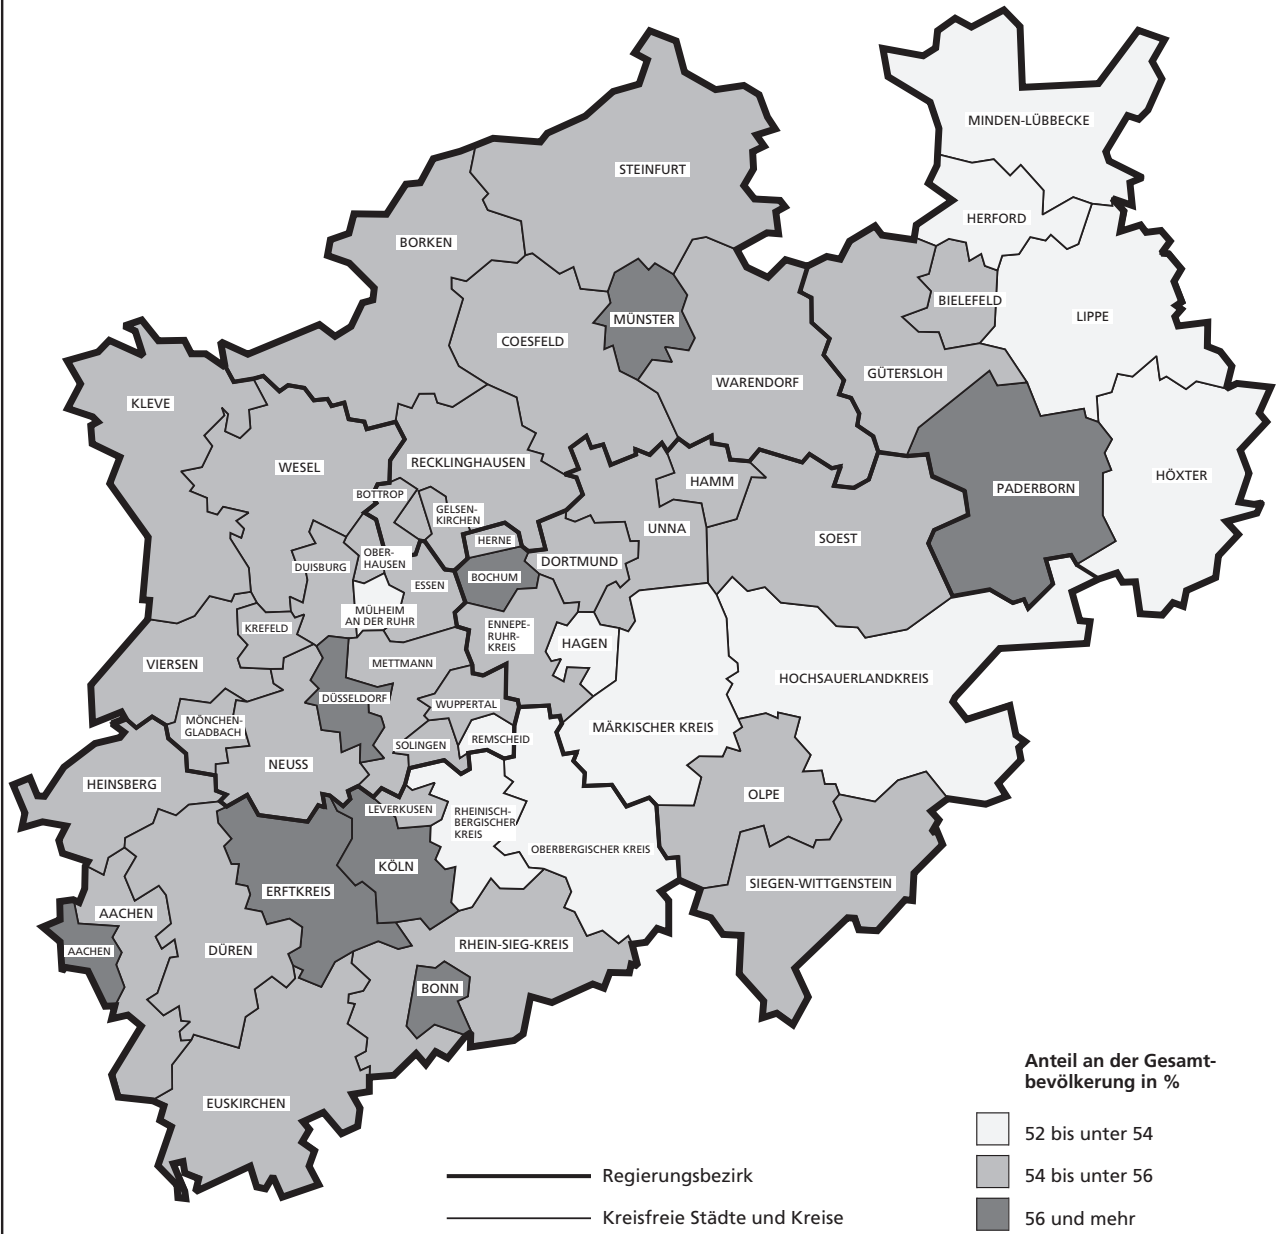 MINDEN-LÜBBECKE
STEINFURT
HERFORD
BORKEN
BIELEFELD
LIPPE
MÜNSTER
COESFELD
GÜTERSLOH
WARENDORF
KLEVE
RECKLINGHAUSEN
WESEL
HÖXTER
HAMM
PADERBORN
BOTTROP
GELSEN-
KIRCHEN
UNNA
SOEST
HERNE
OBER-
HAUSEN
DORTMUND
DUISBURG
BOCHUM
ESSEN
MÜLHEIM
AN DER RUHR
KREFELD
ENNEPE-
RUHR-
KREIS
HAGEN
VIERSEN
METTMANN
HOCHSAUERLANDKREIS
DÜSSELDORF
WUPPERTAL
MÖNCHEN-
GLADBACH
MÄRKISCHER KREIS
REMSCHEID
SOLINGEN
NEUSS
HEINSBERG
OLPE
LEVERKUSEN
RHEINISCH-
BERGISCHER
KREIS
OBERBERGISCHER KREIS
KÖLN
SIEGEN-WITTGENSTEIN
ERFTKREIS
AACHEN
RHEIN-SIEG-KREIS
AACHEN
DÜREN
BONN
EUSKIRCHEN
Anteil an der Gesamt-
bevölkerung in %
52 bis unter 54
54 bis unter 56
56 und mehr
Regierungsbezirk
Kreisfreie Städte und Kreise